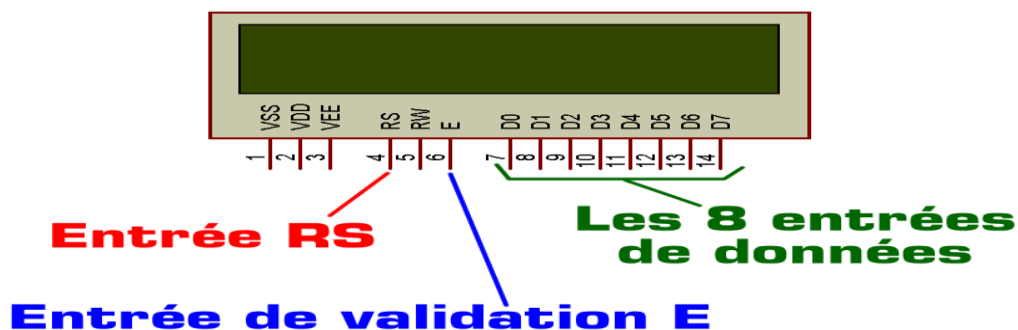 VSS VDD VEE RS RW E D0 D1 D2 D3 D4 D5 D6 D7
1 2 3 4 5 6 7 8 9 10 11 12 13 14
Entrée RS
Les 8 entrées
de données
Entrée de validation E